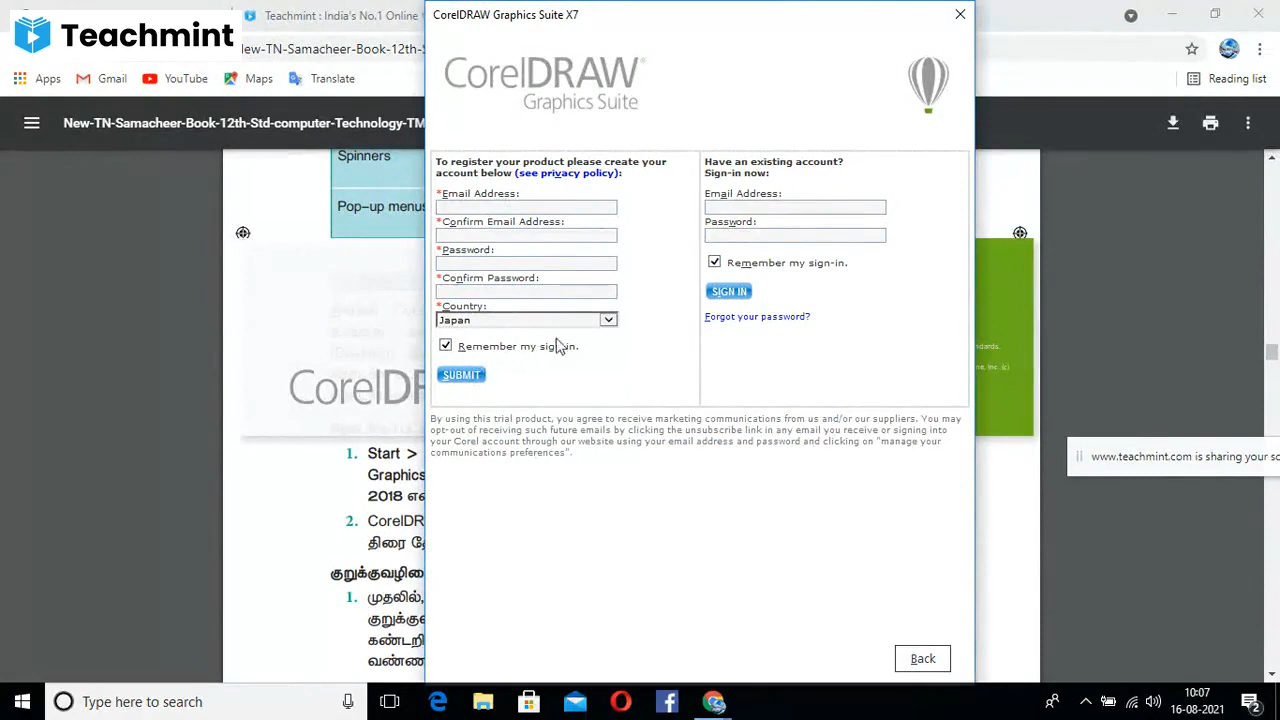 CorelDRAW Graphics Suite X7
Teachmint : India's No.1 Online
Teachmint
New-TN-Samacheer-Book-12th-S
Apps Gmail YouTube Maps Translate
Reading list
New-TN-Samacheer-Book-12th-Std-computer-Technology-TM
CorelDRAW®
Graphics Suite
Spinners
Pop-up menus
To register your product please create your
account below (see privacy policy):
*Email Address:
*Confirm Email Address:
*Password:
*Confirm Password:
*Country:
Japan
Remember my sign-in.
SUBMIT
Have an existing account?
Sign-in now:
Email Address:
Password:
Remember my sign-in.
SIGN IN
Forgot your password?
By using this trial product, you agree to receive marketing communications from us and/or our suppliers. You may
opt-out of receiving such future emails by clicking the unsubscribe link in any email you receive or signing into
your Corel account through our website using your email address and password and clicking on "manage your
communications preferences".
CorelDR
ndards.
e, Inc. (c)
www.teachmint.com is sharing your sc
1. Start >
Graphics
2018 என
2. CorelDR
திரை தே
குறுக்குவழியை
1. முதலில்,
குறுக்கு
கண்டறி
வண்ண
Back
Type here to search
10:07
16-08-2021
2